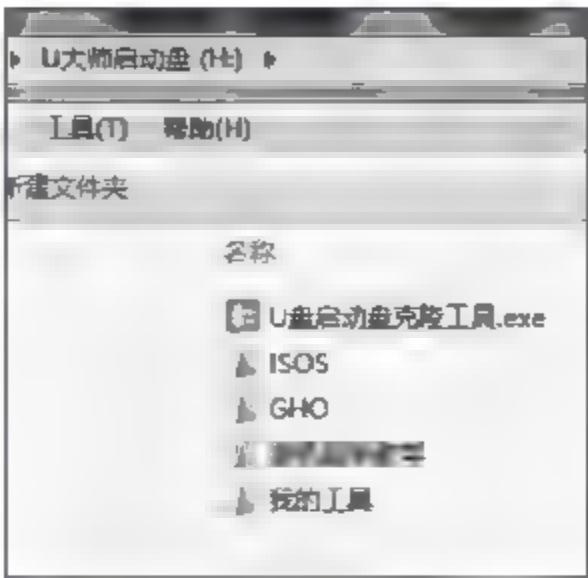 U大师启动盘 (H:)
工具(T) 帮助(H)
新建文件夹
名称
U盘启动盘克隆工具.exe
ISOS
GHO
我的工具